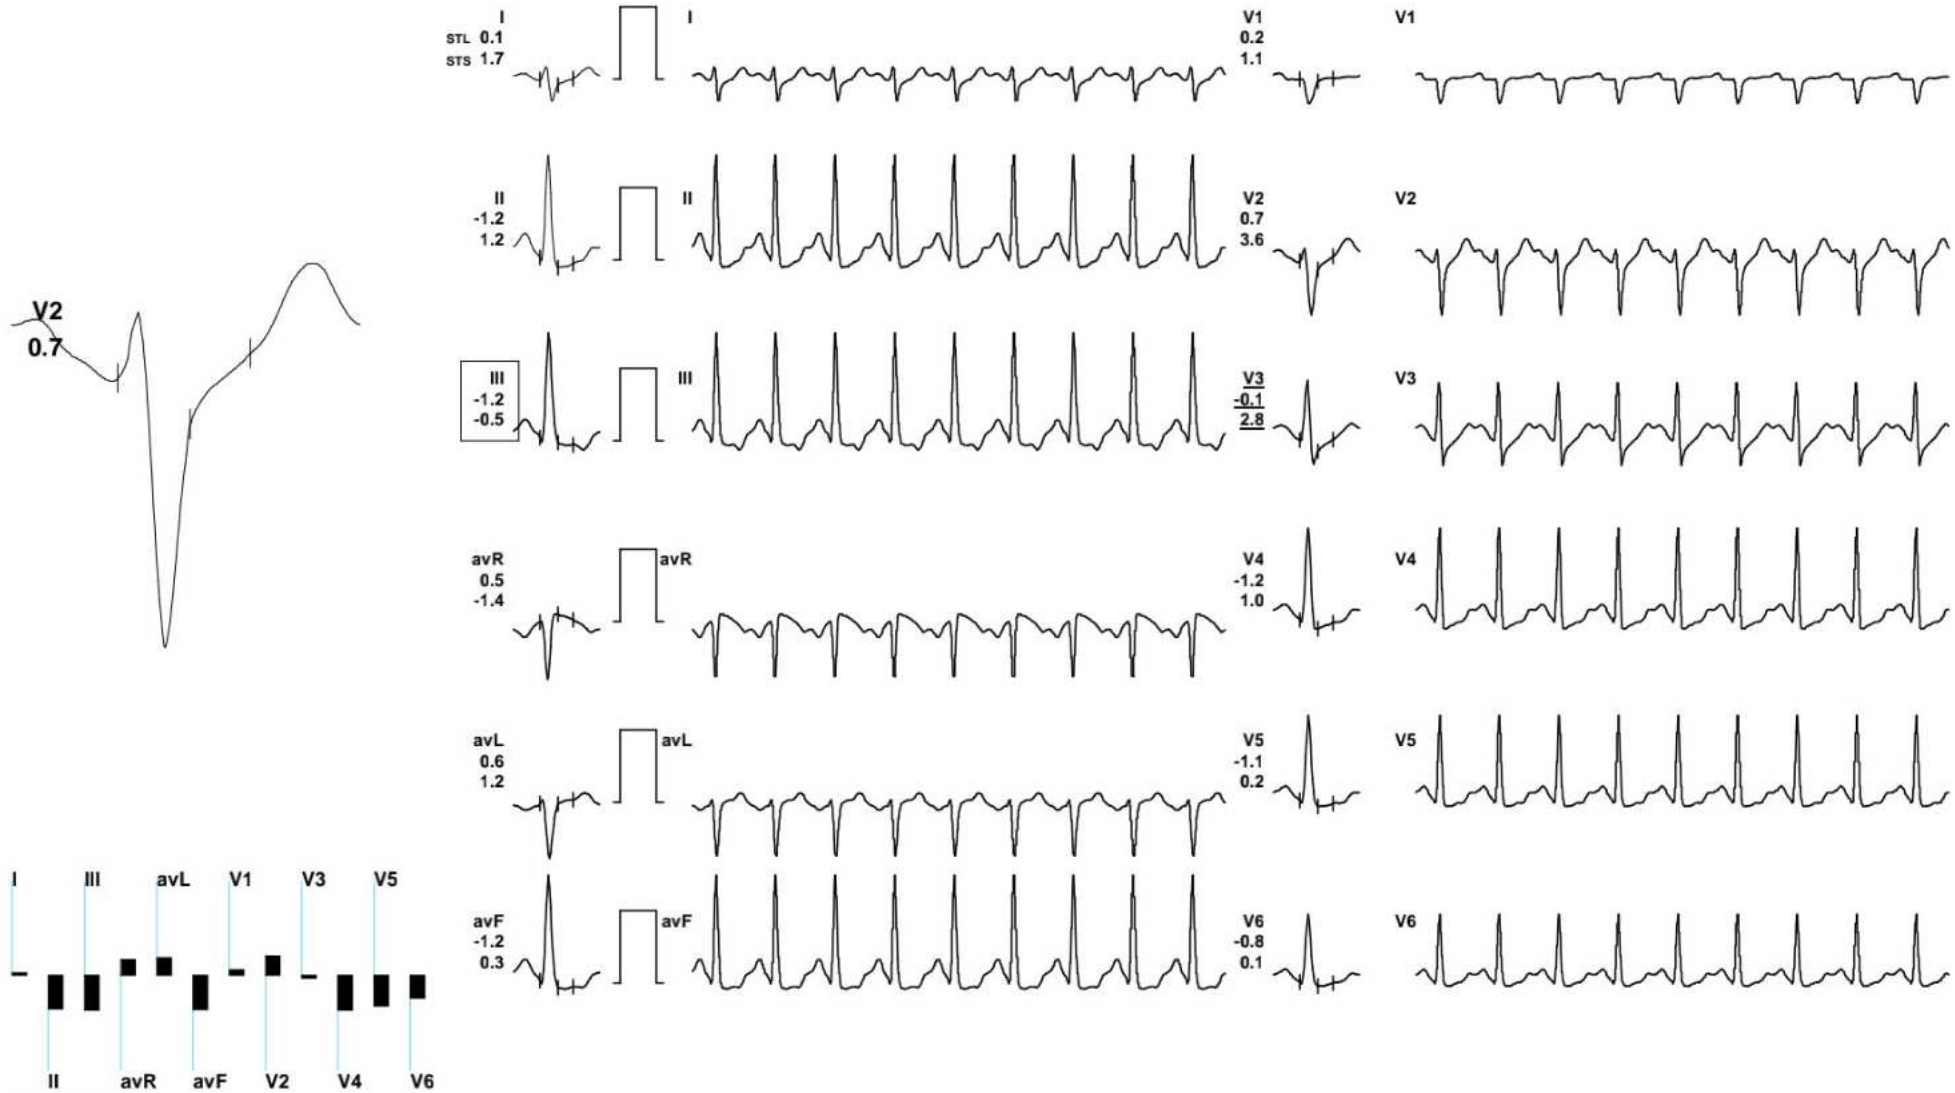 V2
0.7
I
STL 0.1
STS 1.7
I
II
-1.2
1.2
II
III
-1.2
-0.5
III
avR
0.5
-1.4
avR
avL
0.6
1.2
avL
avF
-1.2
0.3
avF
V1
0.2
1.1
V1
V2
0.7
3.6
V2
V3
-0.1
2.8
V3
V4
-1.2
1.0
V4
V5
-1.1
0.2
V5
V6
-0.8
0.1
V6
I III avL V1 V3 V5
II avR avF V2 V4 V6